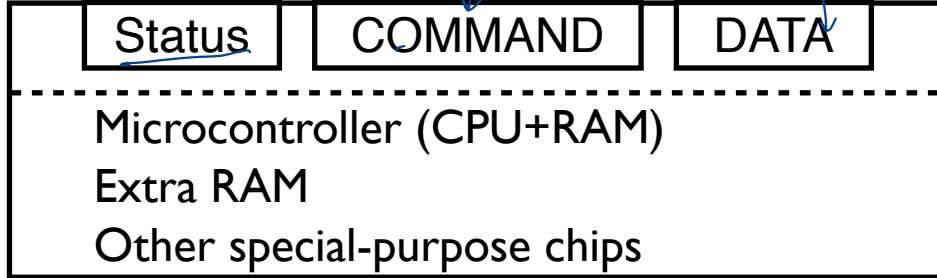 Status COMMAND DATA
Microcontroller (CPU+RAM)
Extra RAM
Other special-purpose chips